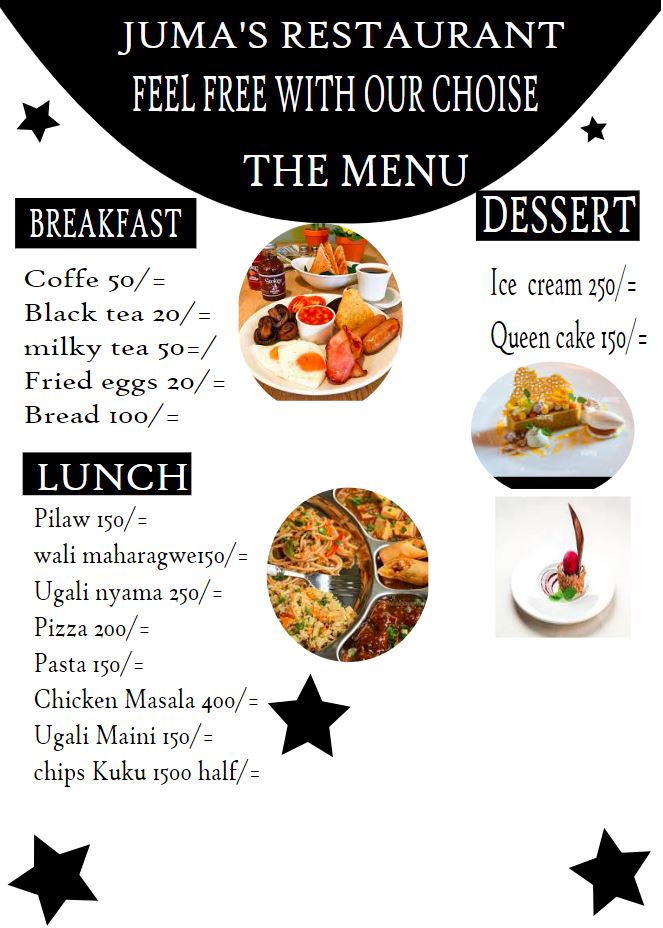 JUMA'S RESTAURANT
FEEL FREE WITH OUR CHOISE
THE MENU
BREAKFAST
Coffe 50/=
Black tea 20/=
milky tea 50=/
Fried eggs 20/=
Bread 100/=
LUNCH
Pilaw 150/=
wali maharagwe150/=
Ugali nyama 250/=
Pizza 200/=
Pasta 150/=
Chicken Masala 400/=
Ugali Maini 150/=
chips Kuku 1500 half/=
DESSERT
Ice cream 250/=
Queen cake 150/=